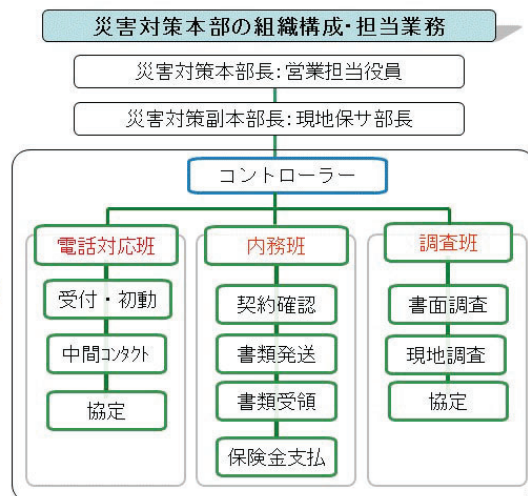 災害対策本部の組織構成・担当業務
災害対策本部長:営業担当役員
災害対策副本部長:現地保サ部長
コントローラー
電話対応班
受付・初動
中間コンタクト
協定
内務班
契約確認
書類発送
書類受領
保険金支払
調査班
書面調査
現地調査
協定